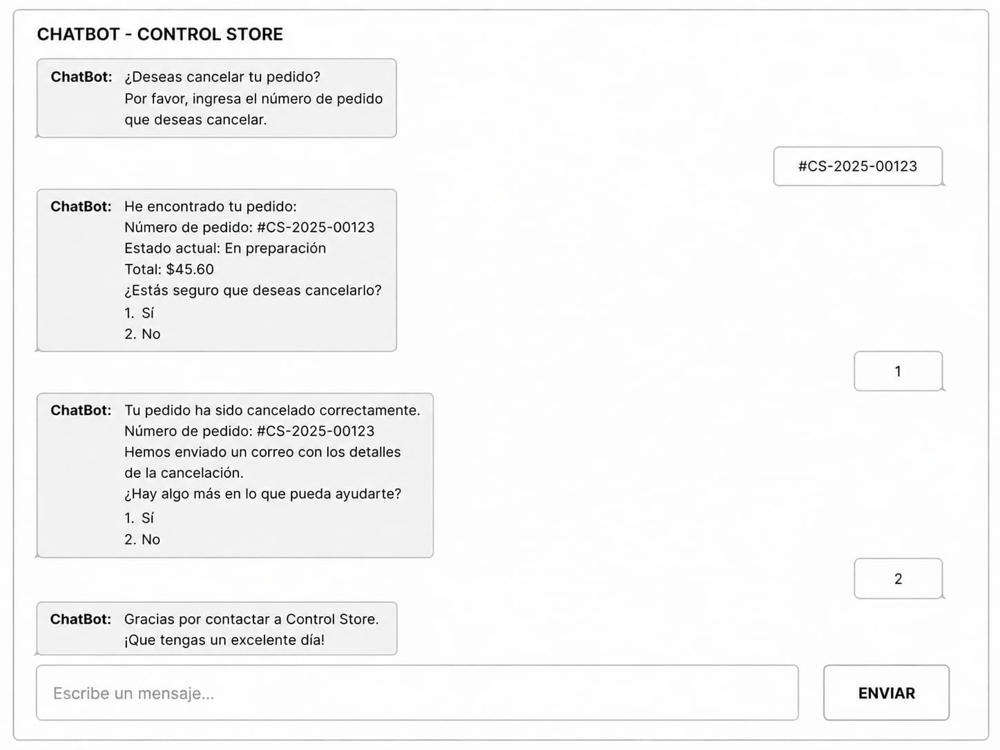 CHATBOT - CONTROL STORE
ChatBot: ¿Deseas cancelar tu pedido?
Por favor, ingresa el número de pedido
que deseas cancelar.
#CS-2025-00123
ChatBot: He encontrado tu pedido:
Número de pedido: #CS-2025-00123
Estado actual: En preparación
Total: $45.60
¿Estás seguro que deseas cancelarlo?
1. Sí
2. No
1
ChatBot: Tu pedido ha sido cancelado correctamente.
Número de pedido: #CS-2025-00123
Hemos enviado un correo con los detalles
de la cancelación.
¿Hay algo más en lo que pueda ayudarte?
1. Sí
2. No
2
ChatBot: Gracias por contactar a Control Store.
¡Que tengas un excelente día!
Escribe un mensaje...
ENVIAR